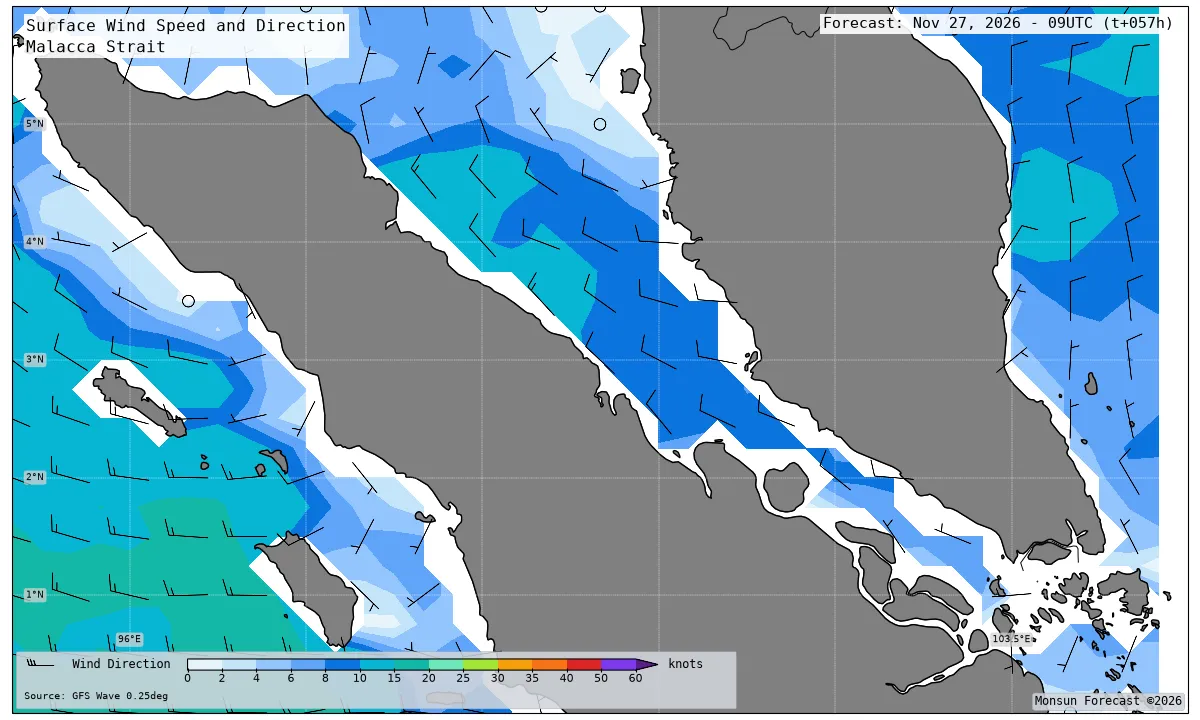 Surface Wind Speed and Direction
Malacca Strait
Forecast: Nov 27, 2026 - 09UTC (t+057h)
5°N
4°N
3°N
2°N
1°N
96°E
103.5°E
Wind Direction
knots
0 2 4 6 8 10 15 20 25 30 35 40 50 60
Source: GFS Wave 0.25deg
Monsun Forecast ©2026